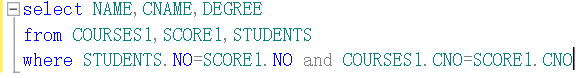 select NAME,CNAME,DEGREE
from COURSES1,SCORE1,STUDENTS
where STUDENTS.NO=SCORE1.NO and COURSES1.CNO=SCORE1.CNO